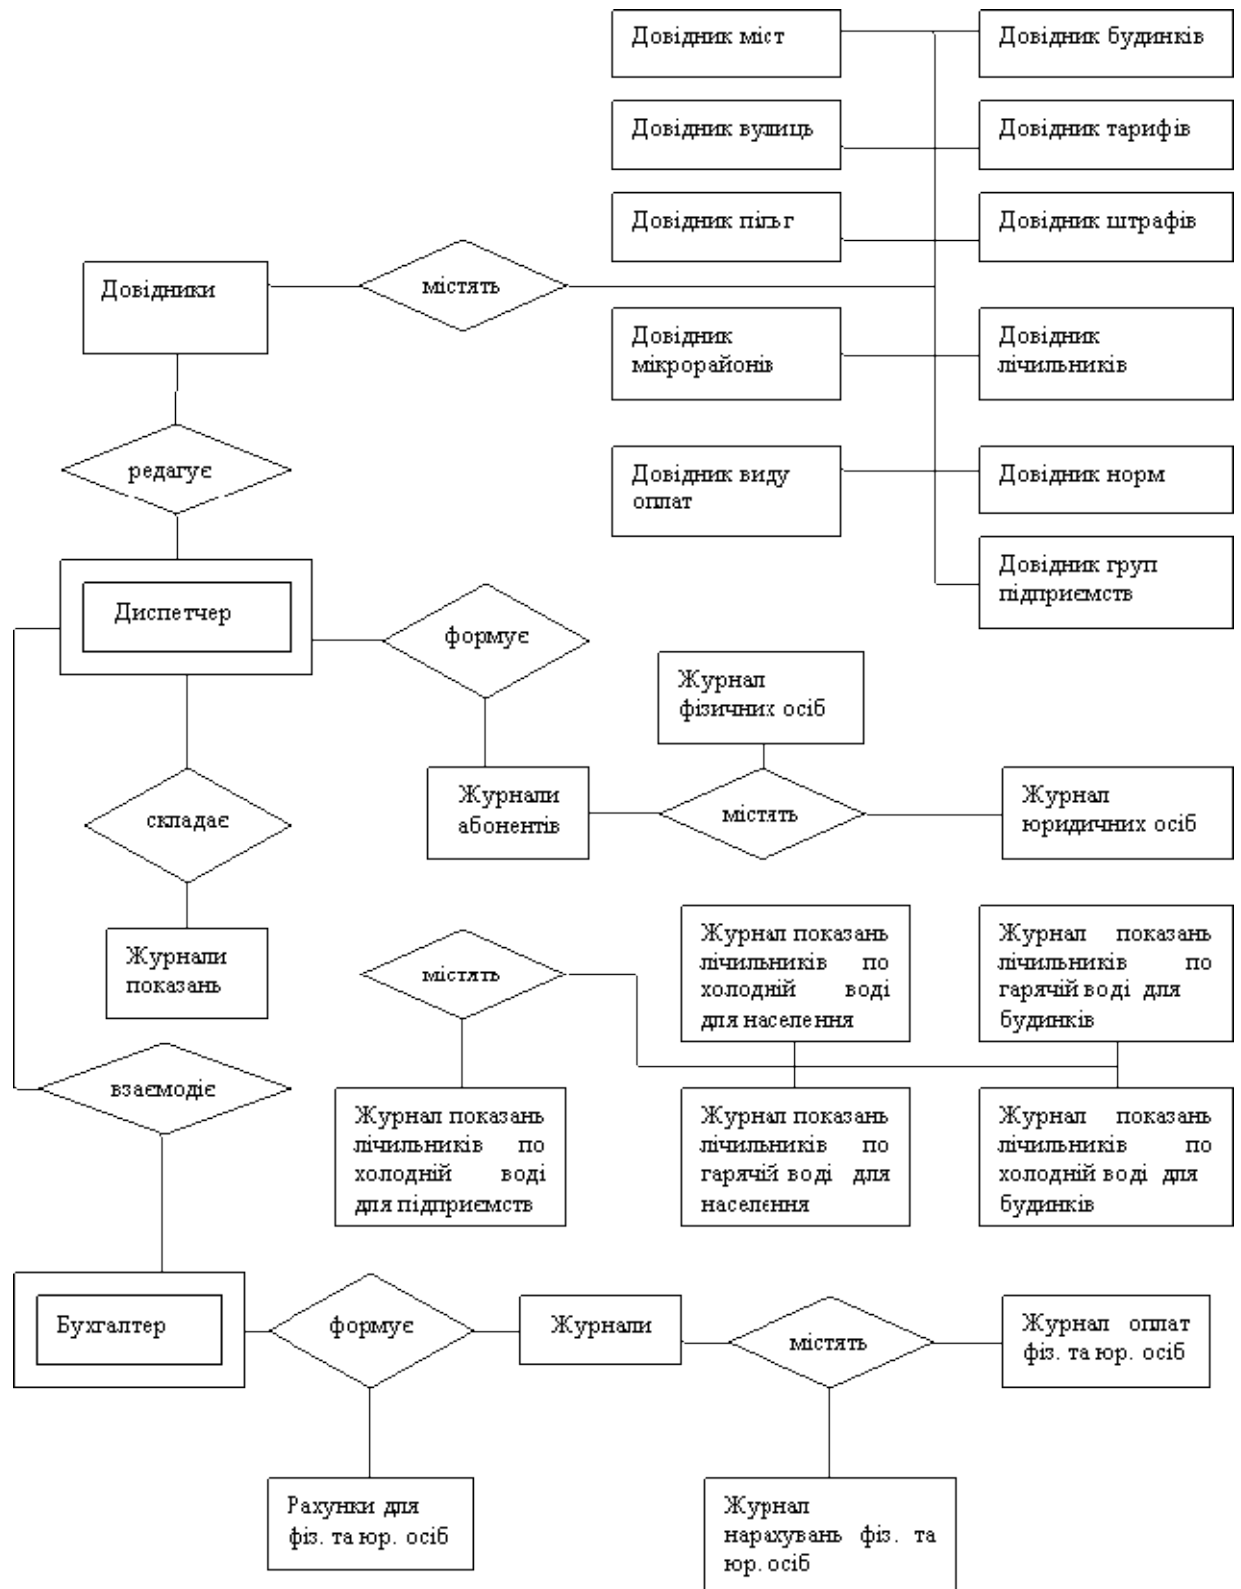 Довідник міст
Довідник будинків
Довідник вулиць
Довідник тарифів
Довідник пільг
Довідник штрафів
Довідники
містять
Довідник
мікрорайонів
Довідник
лічильників
редагує
Довідник виду
оплат
Довідник норм
Довідник груп
підприємств
Диспетчер
формує
Журнал
фізичних осіб
Журнали
абонентів
містять
Журнал
юридичних осіб
складає
Журнали
показань
містять
Журнал показань
лічильників по
холодній воді
для населення
Журнал показань
лічильників по
гарячій воді для
будинків
взаємодіє
Журнал показань
лічильників по
холодній воді
для підприємств
Журнал показань
лічильників по
гарячій воді для
населення
Журнал показань
лічильників по
холодній воді для
будинків
Бухгалтер
формує
Журнали
містять
Журнал оплат
фіз. та юр. осіб
Рахунки для
фіз. та юр. осіб
Журнал
нарахувань фіз. та
юр. осіб